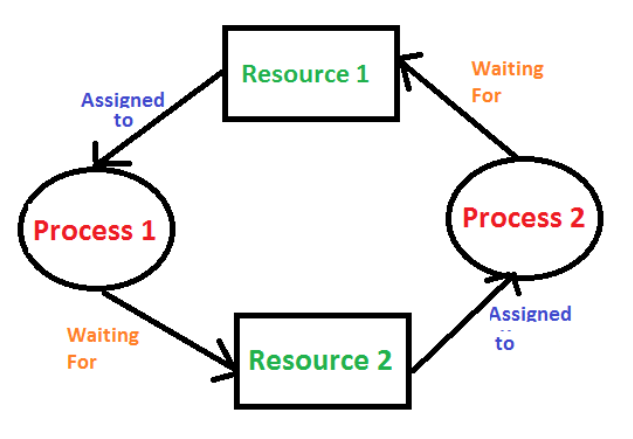 Resource 1
Assigned
to
Waiting
For
Process 1
Process 2
Waiting
For
Resource 2
Assigned
to